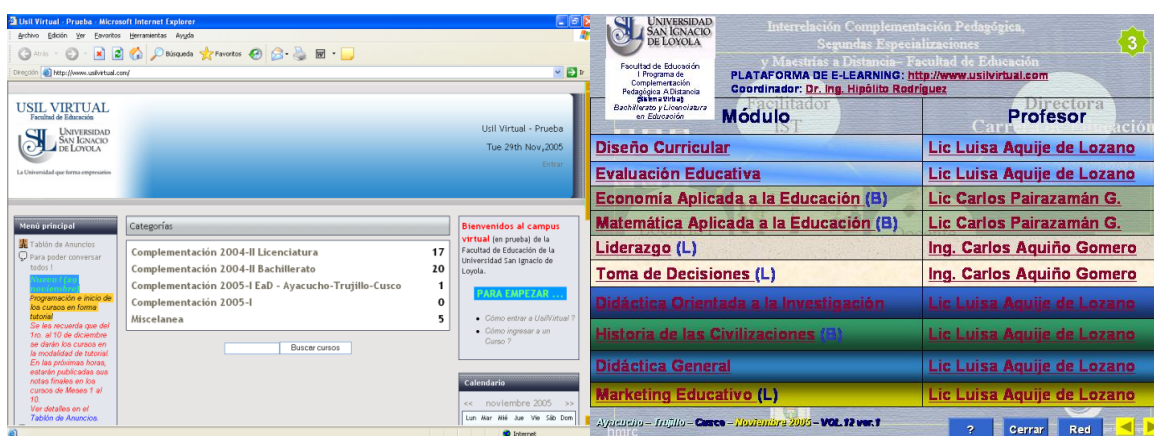 Usil Virtual - Prueba - Microsoft Internet Explorer
Archivo Edición Ver Favoritos Herramientas Ayuda
Atrás Búsqueda Favoritos
Dirección http://www.usilvirtual.com/ Ir
USIL VIRTUAL
Facultad de Educación
SIL UNIVERSIDAD
SAN IGNACIO
DE LOYOLA
La Universidad que forma empresarios
Usil Virtual - Prueba
Tue 29th Nov,2005
Entrar
Menú principal
Tablón de Anuncios
Para poder conversar
todos !
Nuevo ! (29
noviembre)
Programación e inicio de
los cursos en forma
tutorial
Se les recuerda que del
1ro. al 10 de diciembre
se darán los cursos en
la modalidad de tutorial.
En las próximas horas,
estarán publicadas sus
notas finales en los
cursos de Meses 1 al
10.
Ver detalles en el
Tablón de Anuncios.
Categorías
Complementación 2004-II Licenciatura 17
Complementación 2004-II Bachillerato 20
Complementación 2005-I EaD - Ayacucho-Trujillo-Cusco 1
Complementación 2005-I 0
Miscelanea 5
Buscar cursos
Bienvenidos al campus
virtual (en prueba) de la
Facultad de Educación de la
Universidad San Ignacio de
Loyola.
PARA EMPEZAR ...
Cómo entrar a UsilVirtual ?
Cómo ingresar a un
Curso ?
Calendario
<< noviembre 2005 >>
Lun Mar Mié Jue Vie Sáb Dom
Internet
SIL UNIVERSIDAD
SAN IGNACIO
DE LOYOLA
Facultad de Educación
I Programa de
Complementación
Pedagógica A Distancia
(Sistema Virtual)
Bachillerato y Licenciatura
en Educación
Interrelación Complementación Pedagógica,
Segundas Especializaciones
y Maestrías a Distancia– Facultad de Educación
3
PLATAFORMA DE E-LEARNING: http://www.usilvirtual.com
Coordinador: Dr. Ing. Hipólito Rodríguez
Facilitador
IST
Directora
Módulo Profesor
Diseño Curricular Lic Luisa Aquije de Lozano
Evaluación Educativa Lic Luisa Aquije de Lozano
Economía Aplicada a la Educación (B) Lic Carlos Pairazamán G.
Matemática Aplicada a la Educación (B) Lic Carlos Pairazamán G.
Liderazgo (L) Ing. Carlos Aquiño Gomero
Toma de Decisiones (L) Ing. Carlos Aquiño Gomero
Didáctica Orientada a la Investigación Lic Luisa Aquije de Lozano
Historia de las Civilizaciones (B) Lic Luisa Aquije de Lozano
Didáctica General Lic Luisa Aquije de Lozano
Marketing Educativo (L) Lic Luisa Aquije de Lozano
Ayacucho – Trujillo – Cusco – Noviembre 2005 – VOL. 12 ver.1
hmrc
? Cerrar Red